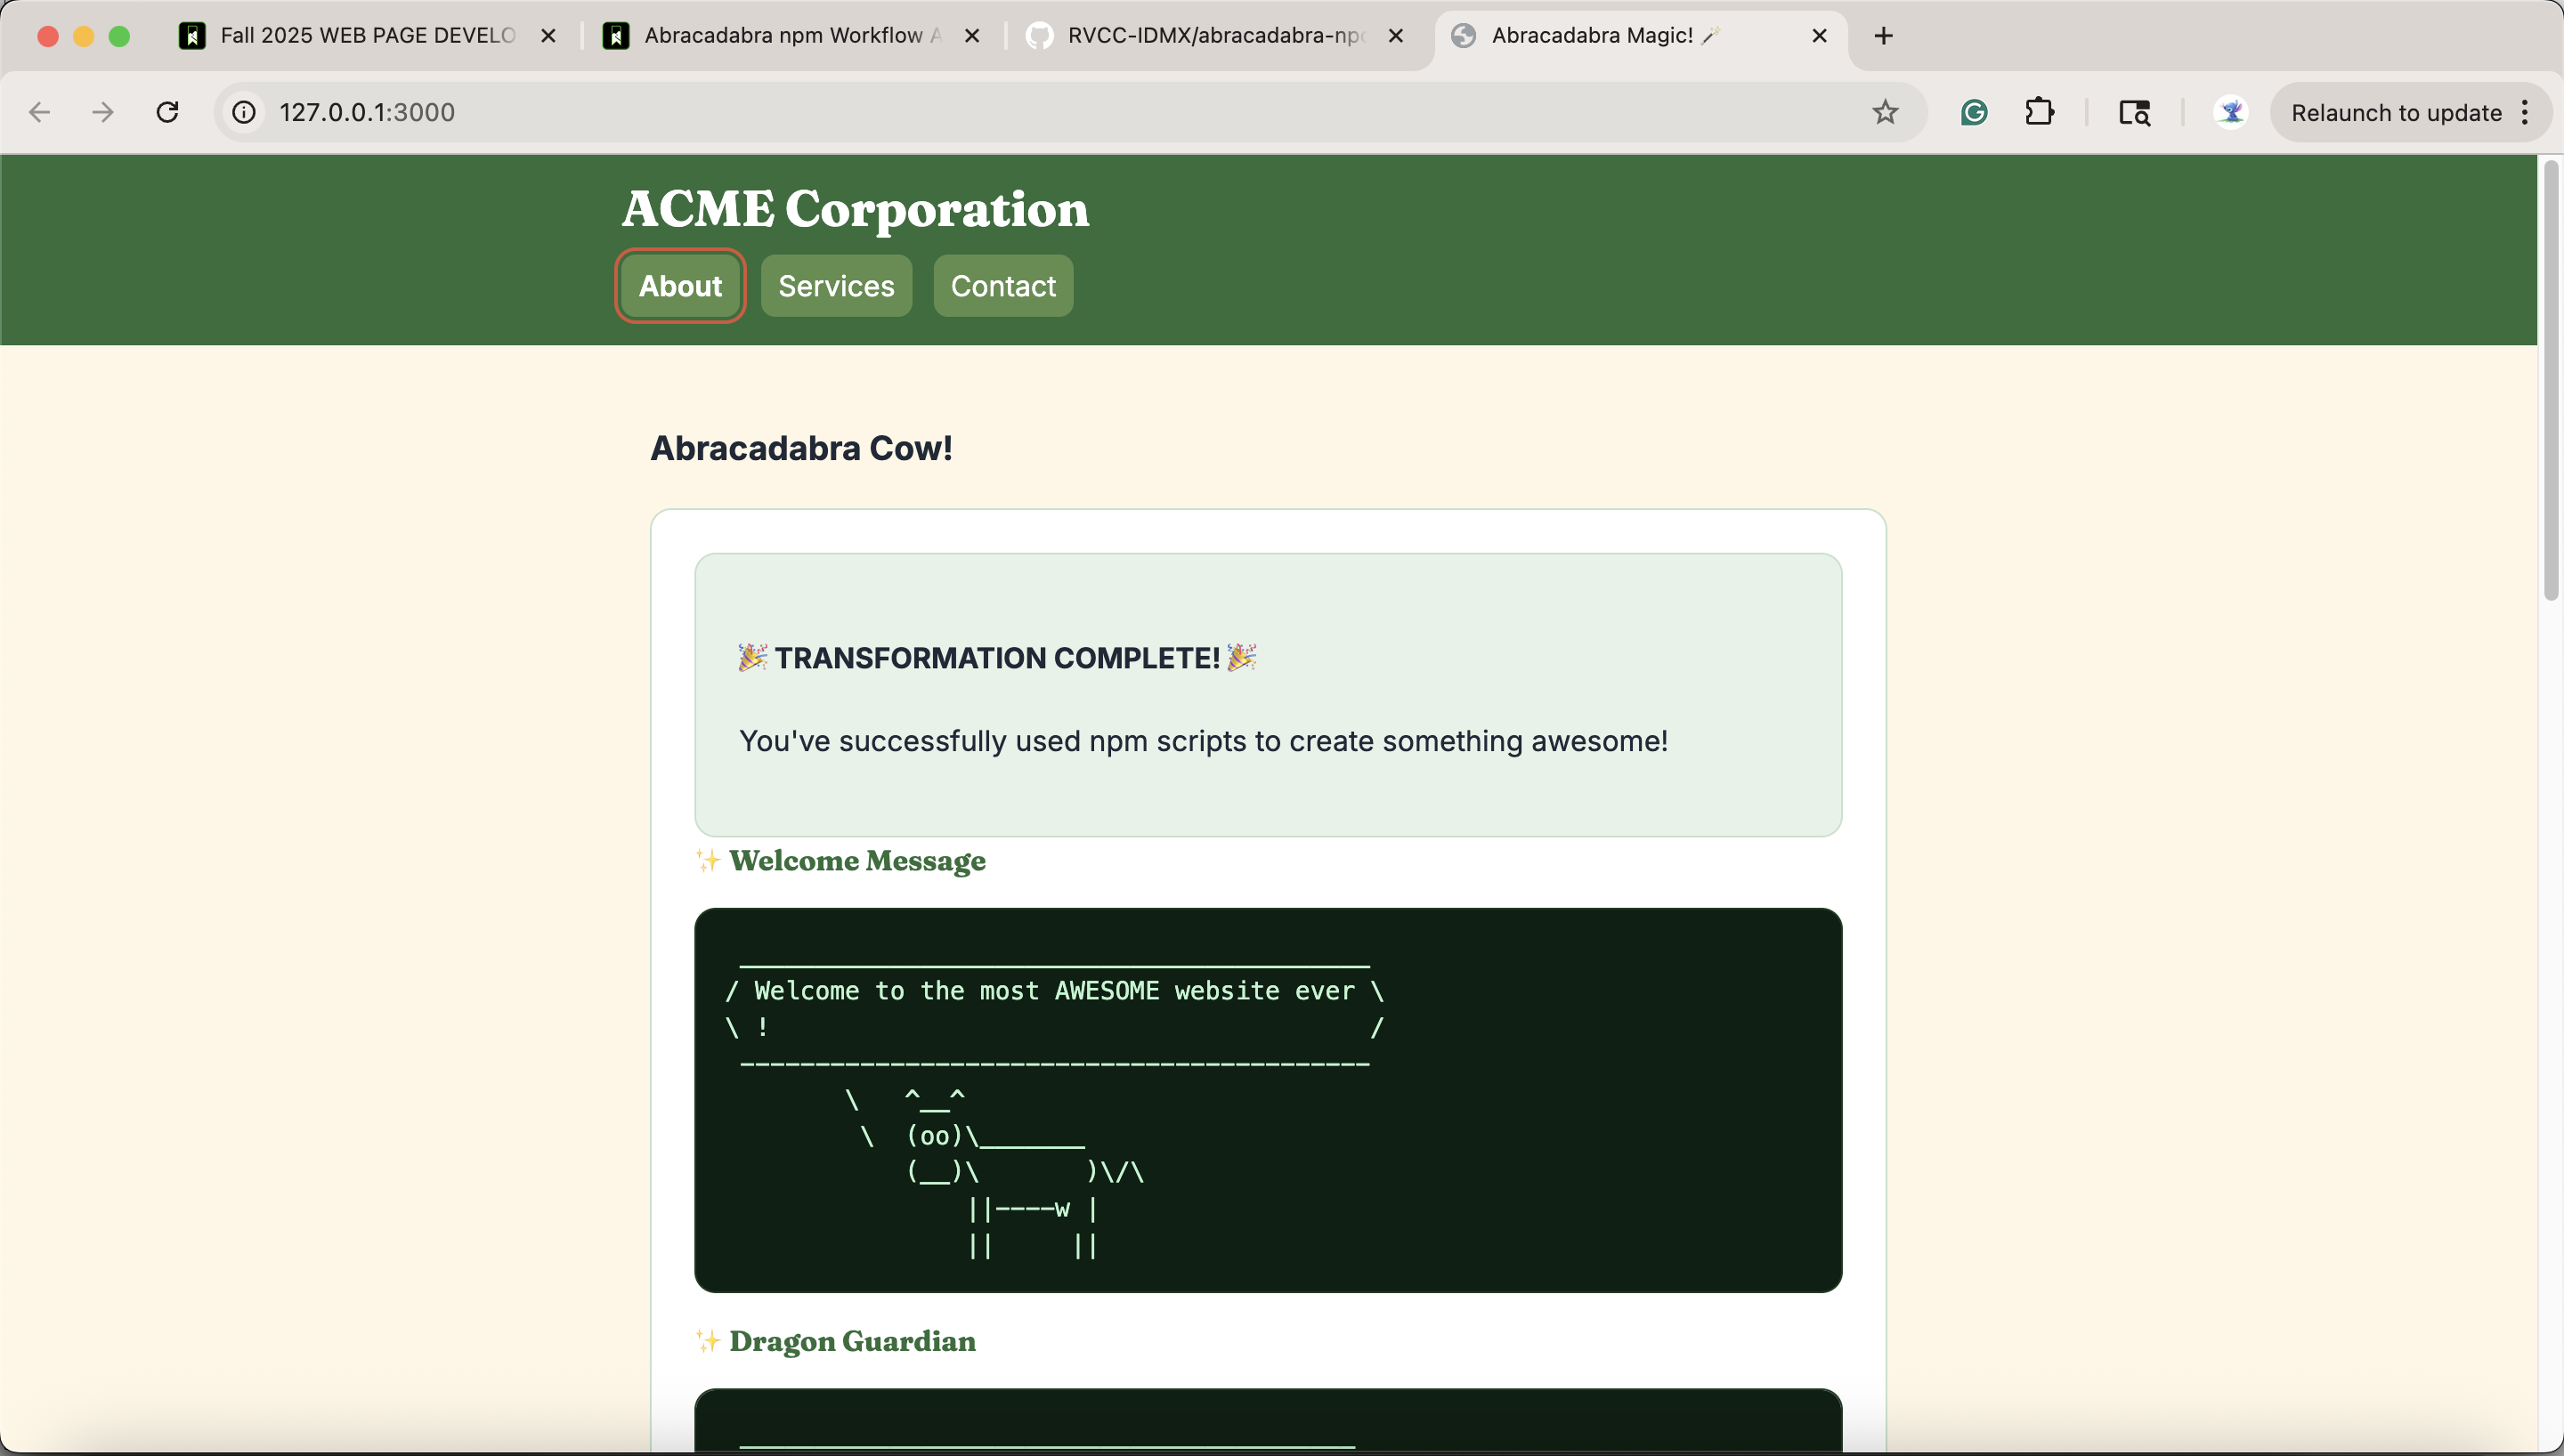 Fall 2025 WEB PAGE DEVELO
Abracadabra npm Workflow A
RVCC-IDMX/abracadabra-np
Abracadabra Magic! 🪄
127.0.0.1:3000
Relaunch to update
ACME Corporation
About Services Contact
Abracadabra Cow!
🎉 TRANSFORMATION COMPLETE! 🎉
You've successfully used npm scripts to create something awesome!
✨ Welcome Message
 __________________________________________
/ Welcome to the most AWESOME website ever \
\ !                                        /
 ------------------------------------------
        \   ^__^
         \  (oo)\_______
            (__)\       )\/\
                ||----w |
                ||     ||
✨ Dragon Guardian